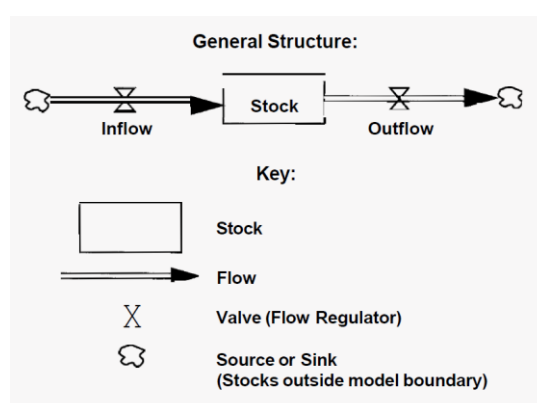 General Structure:
Stock
Inflow
Outflow
Key:
Stock
Flow
X
Valve (Flow Regulator)
Source or Sink
(Stocks outside model boundary)